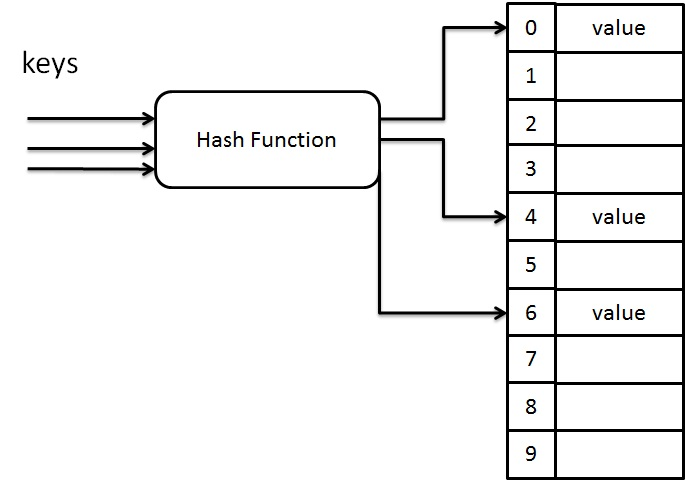 keys
Hash Function
0 value
1
2
3
4 value
5
6 value
7
8
9